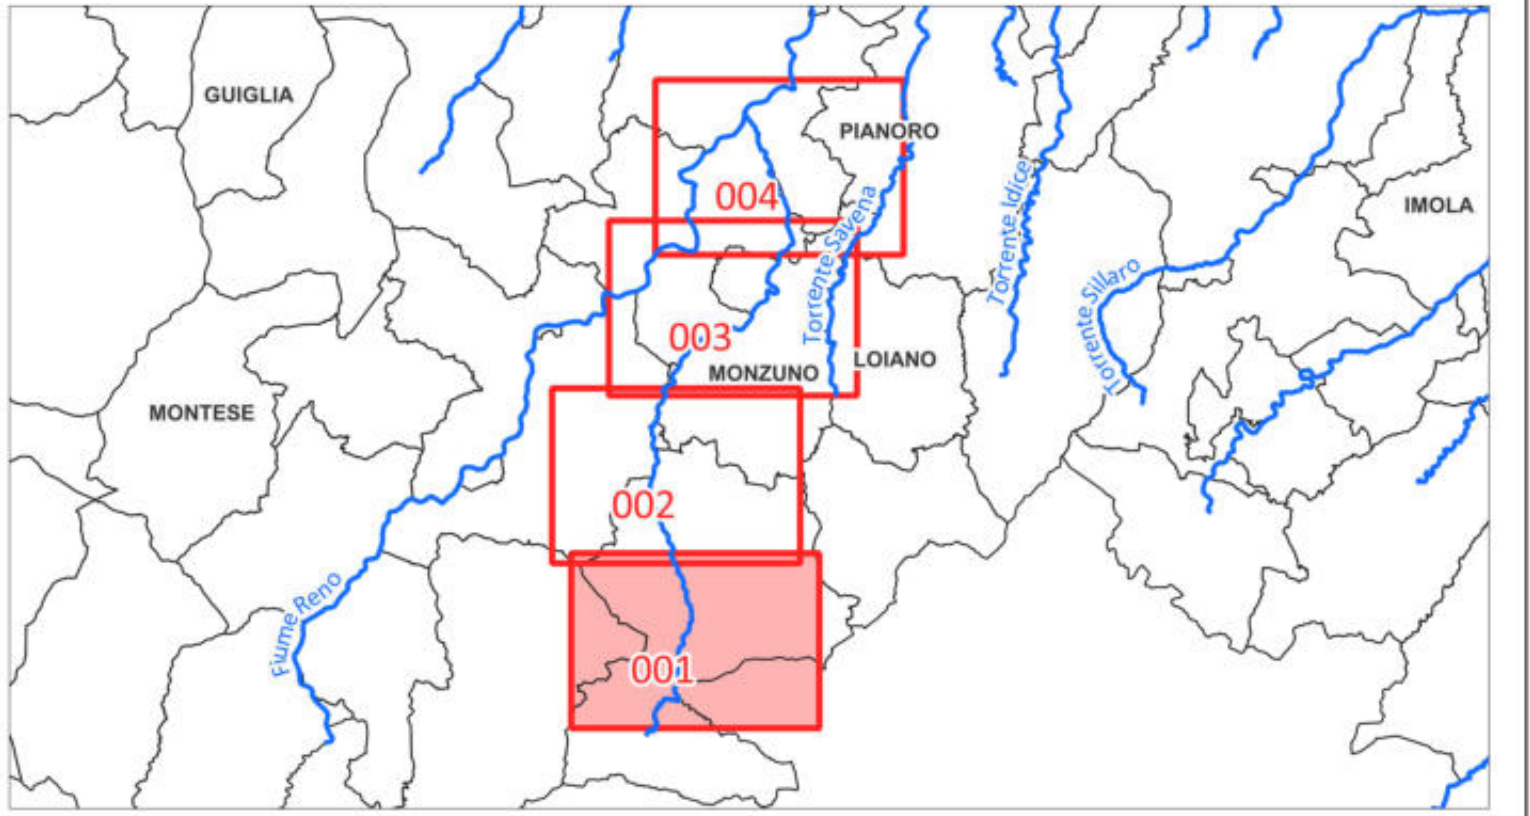 GUIGLIA
PIANORO
004
IMOLA
Torrente Savena
Torrente Idice
Torrente Sillaro
003
MONZUNO
LOIANO
MONTESE
002
Fiume Reno
001